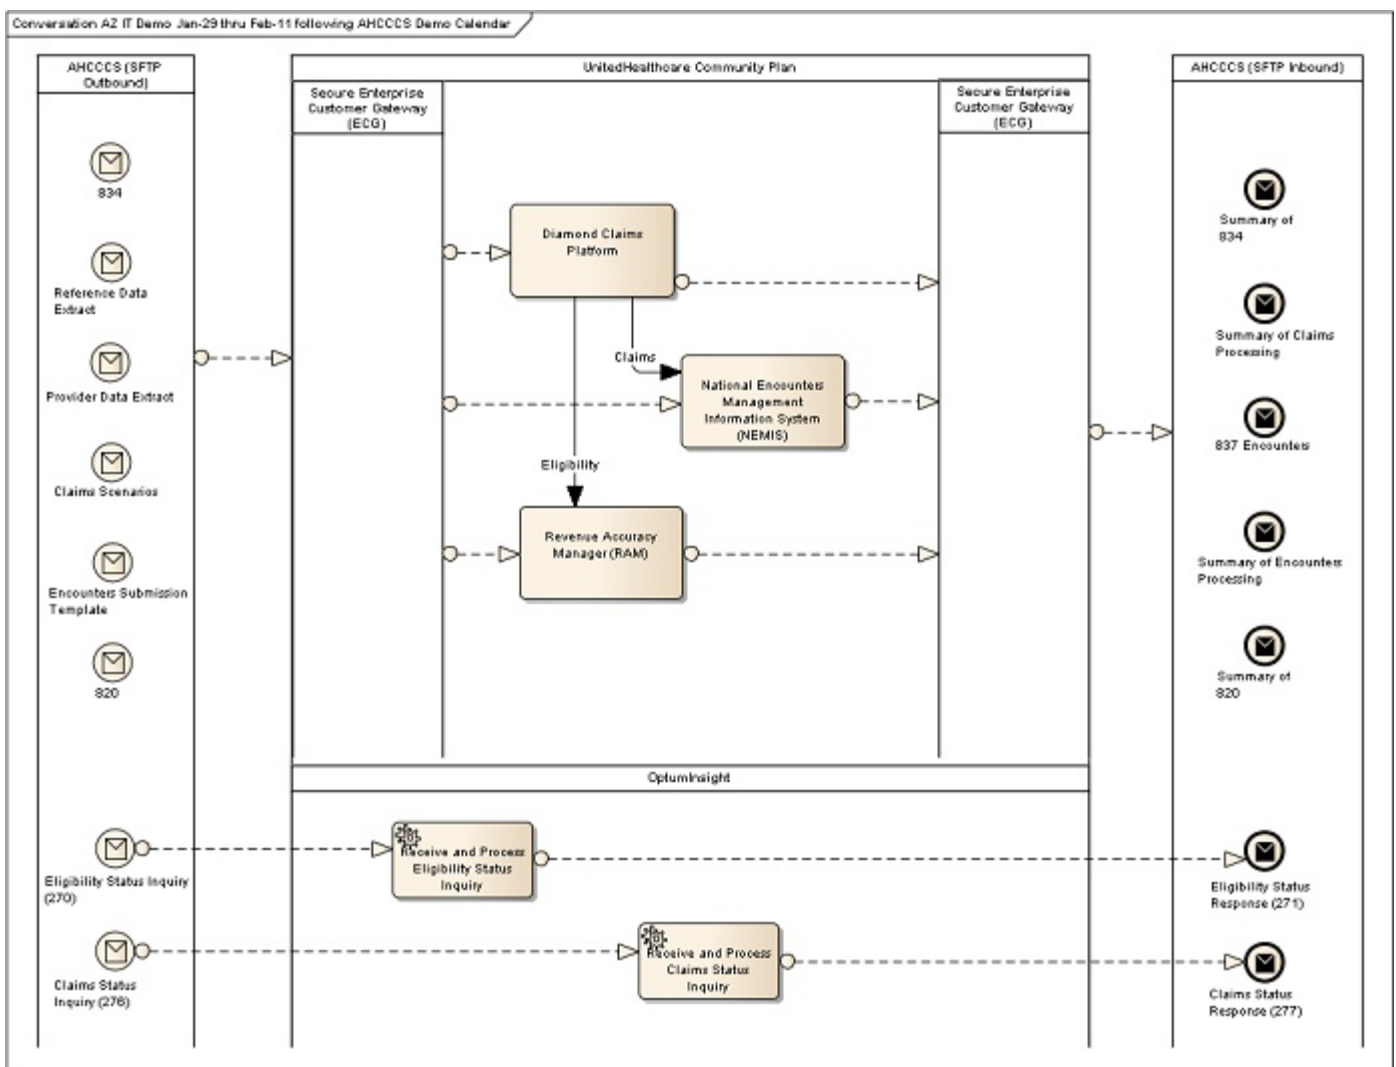 Conversation AZ IT Demo Jan-29 thru Feb-11 following AHCCCS Demo Calendar
AHCCCS (SFTP
Outbound)
834
Reference Data
Extract
Provider Data Extract
Claims Scenarios
Encounters Submission
Template
820
Eligibility Status Inquiry
(270)
Claims Status
Inquiry (276)
UnitedHealthcare Community Plan
Secure Enterprise
Customer Gateway
(ECG)
Diamond Claims
Platform
Claims
National Encounters
Management
Information System
(NEMIS)
Eligibility
Revenue Accuracy
Manager (RAM)
Secure Enterprise
Customer Gateway
(ECG)
OptumInsight
Receive and Process
Eligibility Status
Inquiry
Receive and Process
Claims Status
Inquiry
AHCCCS (SFTP Inbound)
Summary of
834
Summary of Claims
Processing
837 Encounters
Summary of Encounters
Processing
Summary of
820
Eligibility Status
Response (271)
Claims Status
Response (277)